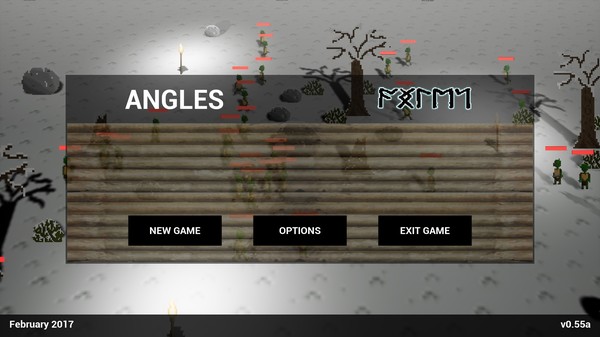 ANGLES
NEW GAME
OPTIONS
EXIT GAME
February 2017
v0.55a